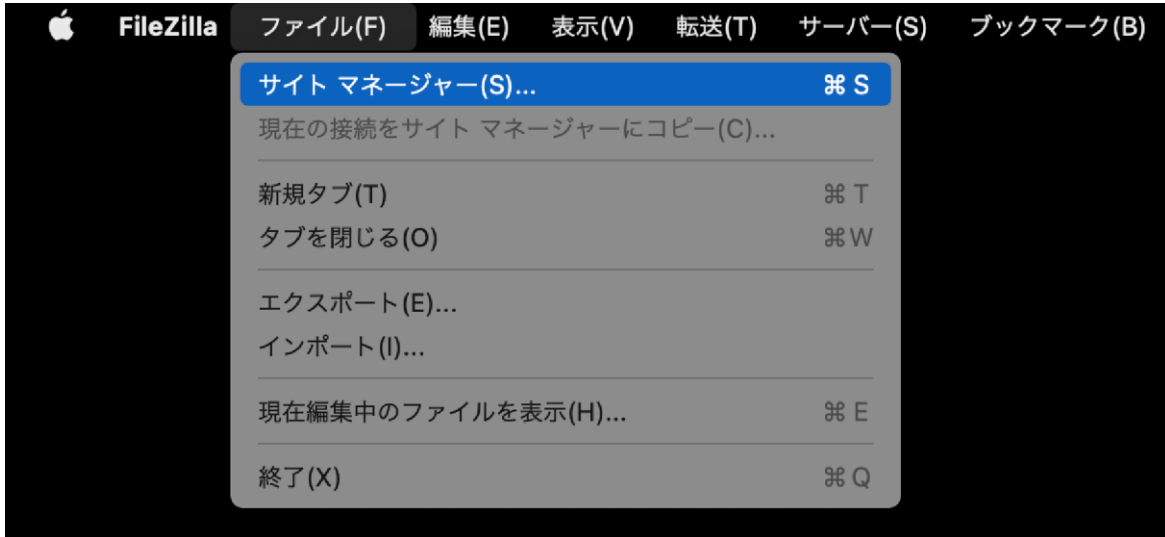 FileZilla ファイル(F) 編集(E) 表示(V) 転送(T) サーバー(S) ブックマーク(B)
サイト マネージャー(S)... ⌘ S
現在の接続をサイト マネージャーにコピー(C)...
新規タブ(T) ⌘ T
タブを閉じる(O) ⌘ W
エクスポート(E)...
インポート(I)...
現在編集中のファイルを表示(H)... ⌘ E
終了(X) ⌘ Q